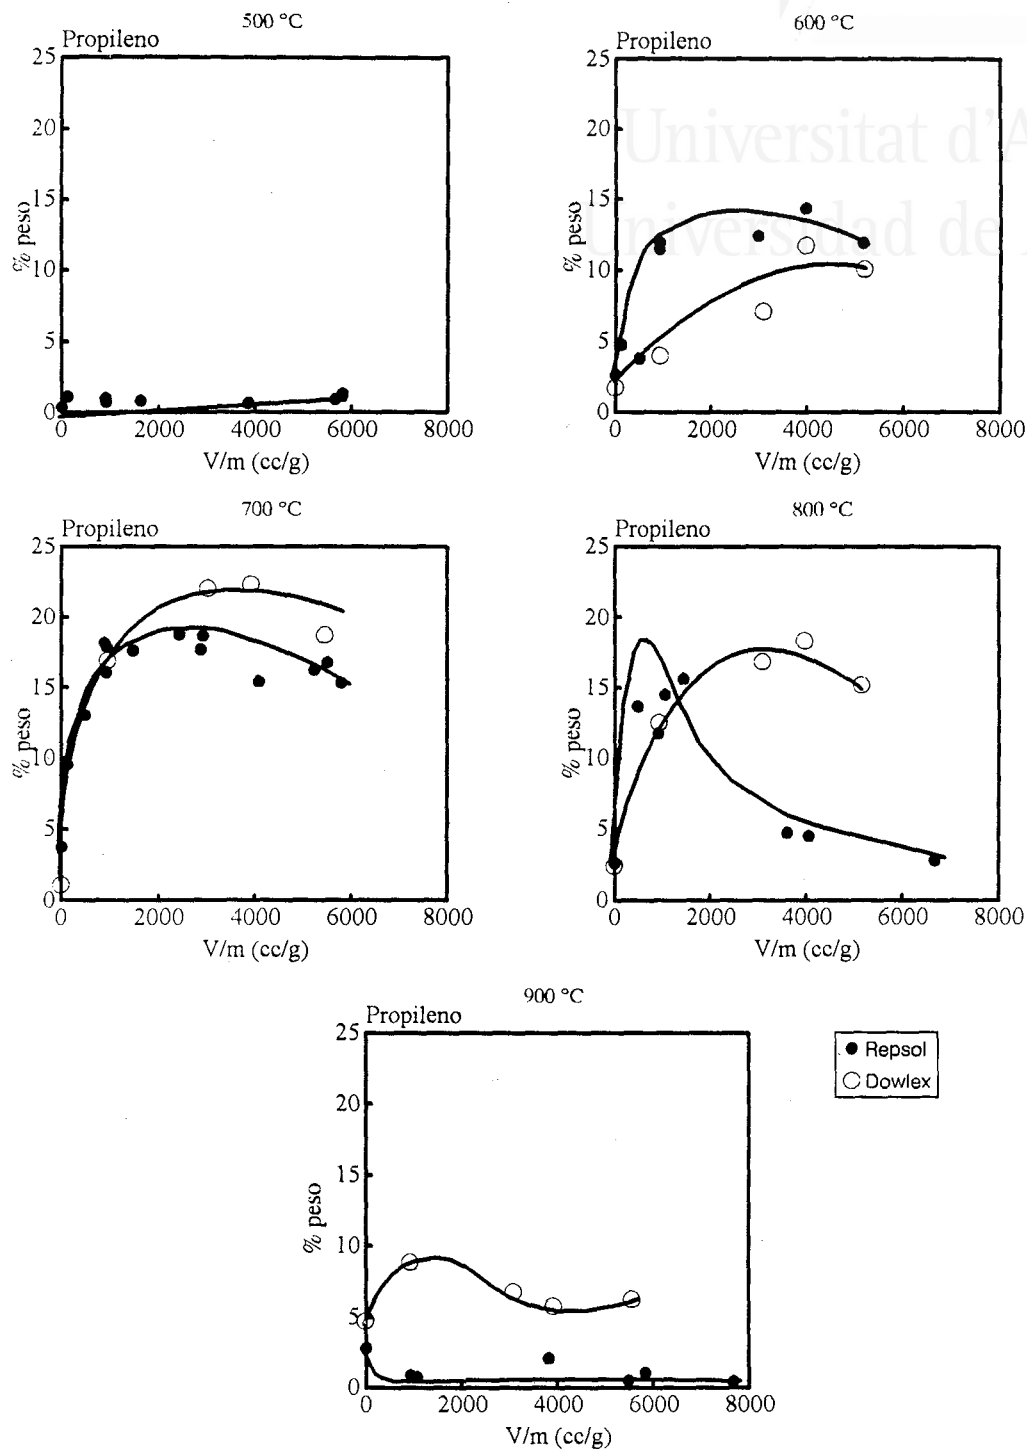 500 °C
Propileno
25
20
15
10
5
0
% peso
0 2000 4000 6000 8000
V/m (cc/g)
600 °C
Propileno
25
20
15
10
5
0
% peso
0 2000 4000 6000 8000
V/m (cc/g)
700 °C
Propileno
25
20
15
10
5
0
% peso
0 2000 4000 6000 8000
V/m (cc/g)
800 °C
Propileno
25
20
15
10
5
0
% peso
0 2000 4000 6000 8000
V/m (cc/g)
900 °C
Propileno
25
20
15
10
5
0
% peso
0 2000 4000 6000 8000
V/m (cc/g)
Repsol
Dowlex
Universitat d'A
Universidad de A